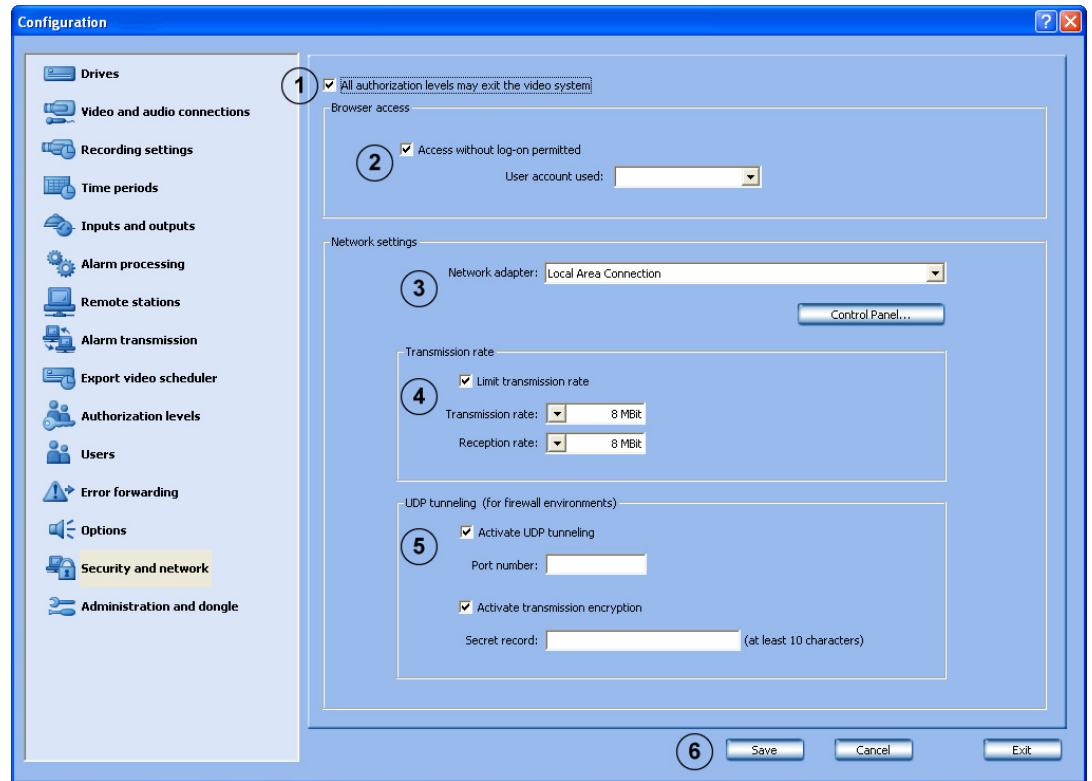 Configuration
Drives
Video and audio connections
Recording settings
Time periods
Inputs and outputs
Alarm processing
Remote stations
Alarm transmission
Export video scheduler
Authorization levels
Users
Error forwarding
Options
Security and network
Administration and dongle
1 All authorization levels may exit the video system
Browser access
2 Access without log-on permitted
User account used:
Network settings
3 Network adapter: Local Area Connection
Control Panel...
Transmission rate
4 Limit transmission rate
Transmission rate: 8 MBit
Reception rate: 8 MBit
UDP tunneling (for firewall environments)
5 Activate UDP tunneling
Port number:
Activate transmission encryption
Secret record: (at least 10 characters)
6 Save Cancel Exit